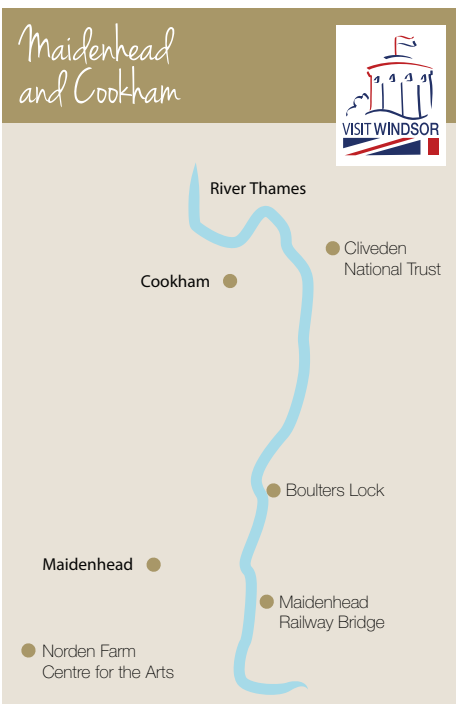 Maidenhead
and Cookham
VISIT WINDSOR
River Thames
Cliveden
National Trust
Cookham
Boulters Lock
Maidenhead
Maidenhead
Railway Bridge
Norden Farm
Centre for the Arts